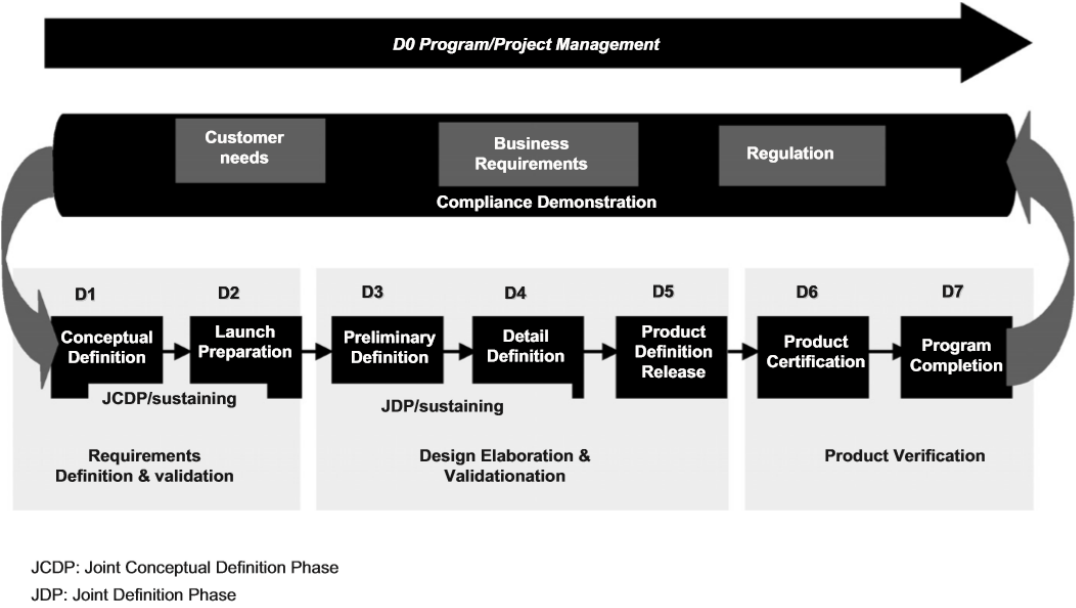 D0 Program/Project Management
Customer
needs
Business
Requirements
Regulation
Compliance Demonstration
D1
D2
D3
D4
D5
D6
D7
Conceptual
Definition
Launch
Preparation
Preliminary
Definition
Detail
Definition
Product
Definition
Release
Product
Certification
Program
Completion
JCDP/sustaining
JDP/sustaining
Requirements
Definition & validation
Design Elaboration &
Validationation
Product Verification
JCDP: Joint Conceptual Definition Phase
JDP: Joint Definition Phase